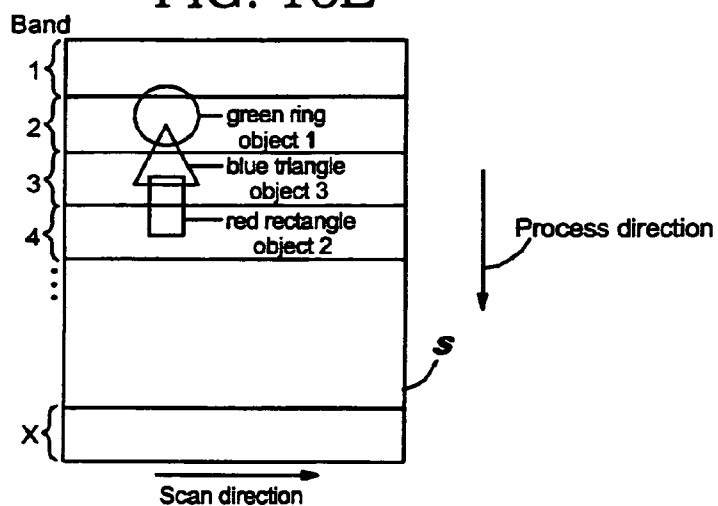 Band
1
2
green ring
object 1
3
blue triangle
object 3
4
red rectangle
object 2
Process direction
S
X
Scan direction